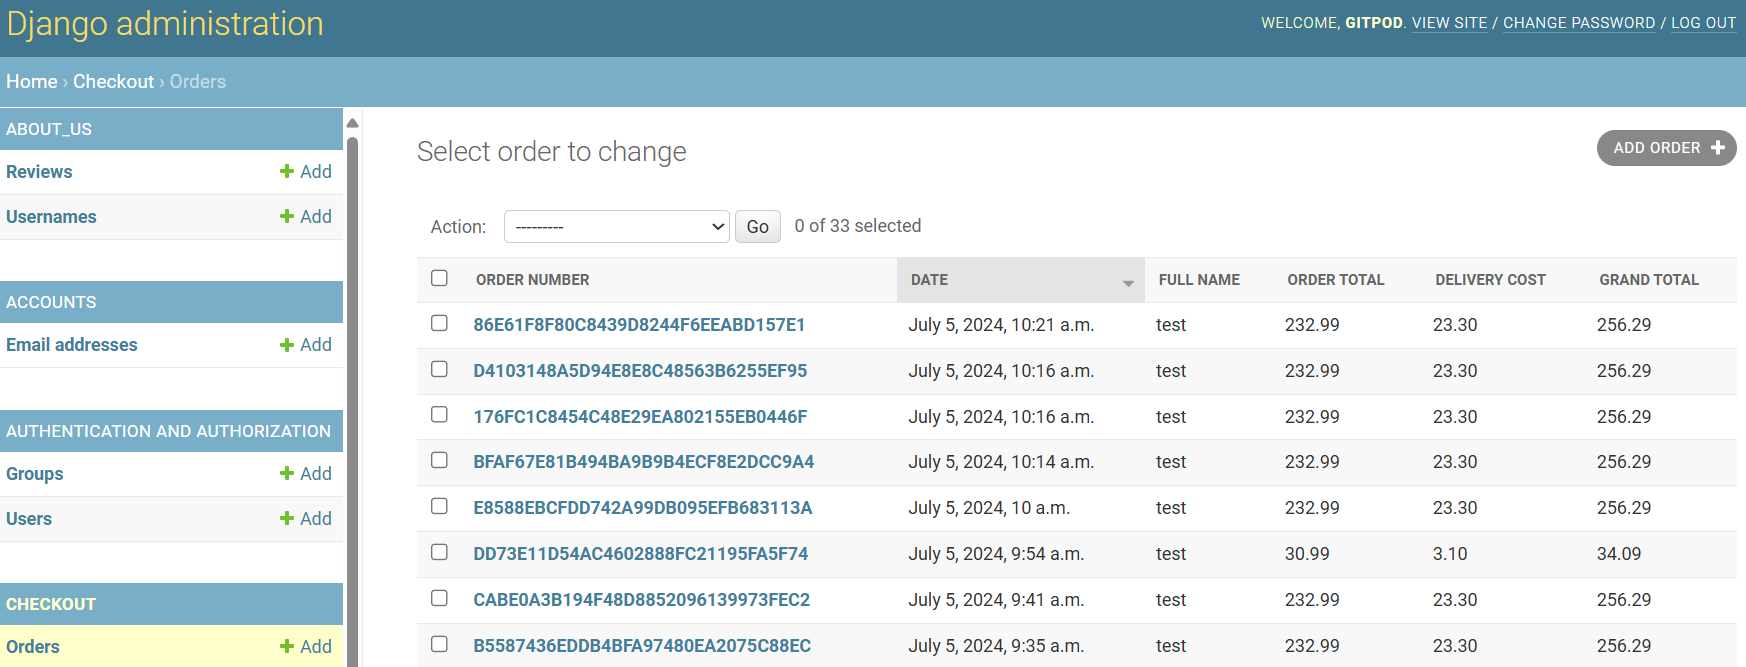 Django administration
WELCOME, GITPOD. VIEW SITE / CHANGE PASSWORD / LOG OUT
Home › Checkout › Orders
ABOUT_US
Reviews Add
Usernames Add
ACCOUNTS
Email addresses Add
AUTHENTICATION AND AUTHORIZATION
Groups Add
Users Add
CHECKOUT
Orders Add
Select order to change
ADD ORDER
Action: --------- Go 0 of 33 selected
ORDER NUMBER DATE FULL NAME ORDER TOTAL DELIVERY COST GRAND TOTAL
86E61F8F80C8439D8244F6EEABD157E1 July 5, 2024, 10:21 a.m. test 232.99 23.30 256.29
D4103148A5D94E8E8C48563B6255EF95 July 5, 2024, 10:16 a.m. test 232.99 23.30 256.29
176FC1C8454C48E29EA802155EB0446F July 5, 2024, 10:16 a.m. test 232.99 23.30 256.29
BFAF67E81B494BA9B9B4ECF8E2DCC9A4 July 5, 2024, 10:14 a.m. test 232.99 23.30 256.29
E8588EBCFDD742A99DB095EFB683113A July 5, 2024, 10 a.m. test 232.99 23.30 256.29
DD73E11D54AC4602888FC21195FA5F74 July 5, 2024, 9:54 a.m. test 30.99 3.10 34.09
CABE0A3B194F48D8852096139973FEC2 July 5, 2024, 9:41 a.m. test 232.99 23.30 256.29
B5587436EDDB4BFA97480EA2075C88EC July 5, 2024, 9:35 a.m. test 232.99 23.30 256.29